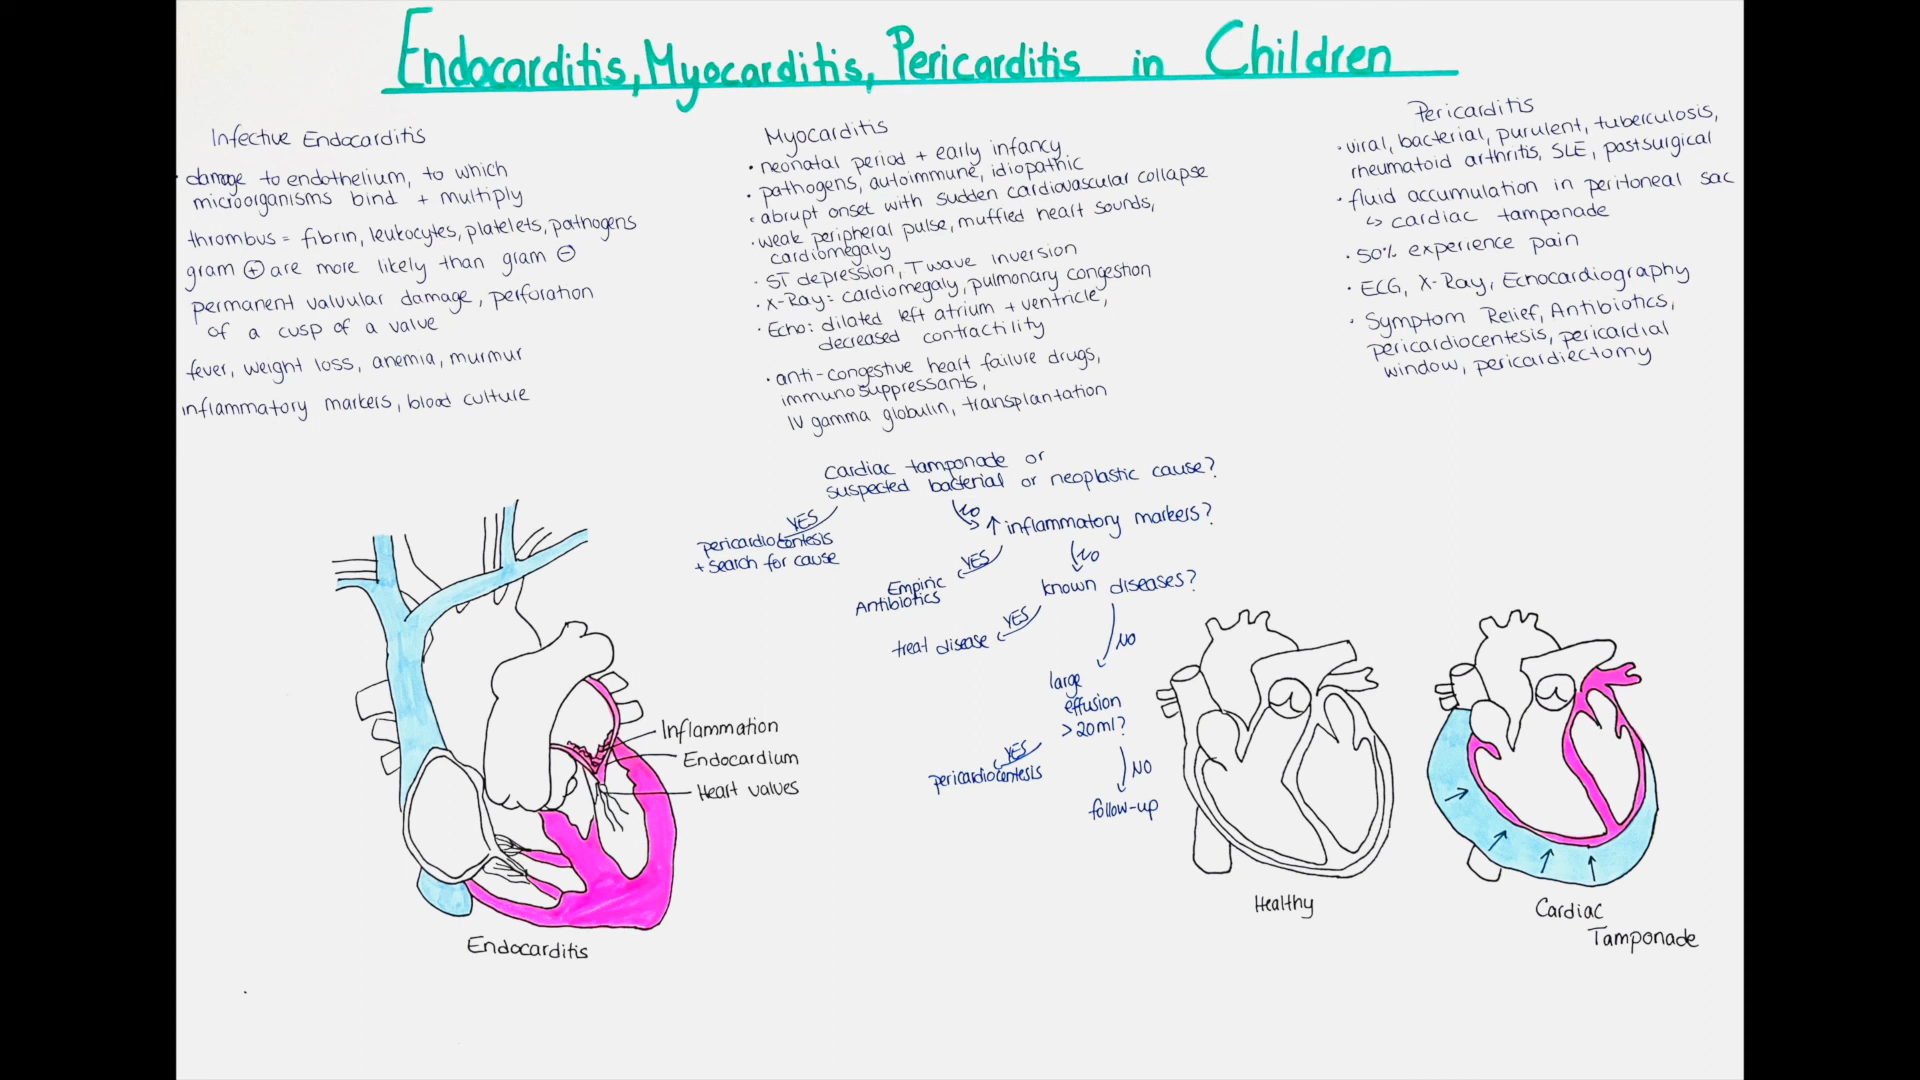 Endocarditis, Myocarditis, Pericarditis in Children
Infective Endocarditis
· damage to endothelium, to which
microorganisms bind + multiply
thrombus = fibrin, leukocytes, platelets, pathogens
gram ⊕ are more likely than gram ⊖
permanent valvular damage, perforation
of a cusp of a valve
fever, weight loss, anemia, murmur
inflammatory markers, blood culture
Myocarditis
· neonatal period + early infancy
· pathogens, autoimmune, idiopathic
· abrupt onset with sudden cardiovascular collapse
· weak peripheral pulse, muffled heart sounds,
cardiomegaly
· ST depression, T wave inversion
· X-Ray: cardiomegaly, pulmonary congestion
· Echo: dilated left atrium + ventricle,
decreased contractility
· anti-congestive heart failure drugs,
immunosuppressants,
IV gamma globulin, transplantation
Pericarditis
· viral, bacterial, purulent, tuberculosis,
rheumatoid arthritis, SLE, postsurgical
· fluid accumulation in peritoneal sac
↳ cardiac tamponade
· 50% experience pain
· ECG, X-Ray, Echocardiography
· Symptom Relief, Antibiotics,
pericardiocentesis, pericardial
window, pericardiectomy
cardiac tamponade or
suspected bacterial or neoplastic cause?
YES
pericardiocentesis
+ search for cause
NO
↑ inflammatory markers?
YES
Empiric
Antibiotics
NO
known diseases?
YES
treat disease
NO
large
effusion
>20ml?
YES
pericardiocentesis
NO
follow-up
Inflammation
Endocardium
Heart valves
Endocarditis
Healthy
Cardiac
Tamponade